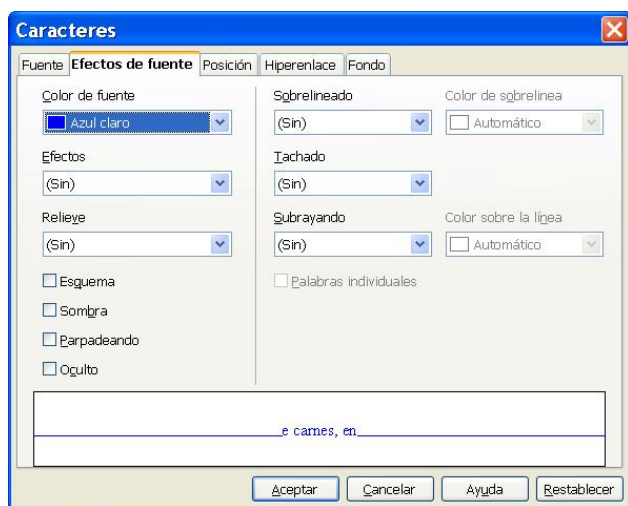 Caracteres
Fuente Efectos de fuente Posición Hiperenlace Fondo
Color de fuente Sobrelineado Color de sobrelinea
Azul claro (Sin) Automático
Efectos Tachado
(Sin) (Sin)
Relieve Subrayando Color sobre la línea
(Sin) (Sin) Automático
Esquema Palabras individuales
Sombra
Parpadeando
Oculto
e carnes, en
Aceptar Cancelar Ayuda Restablecer